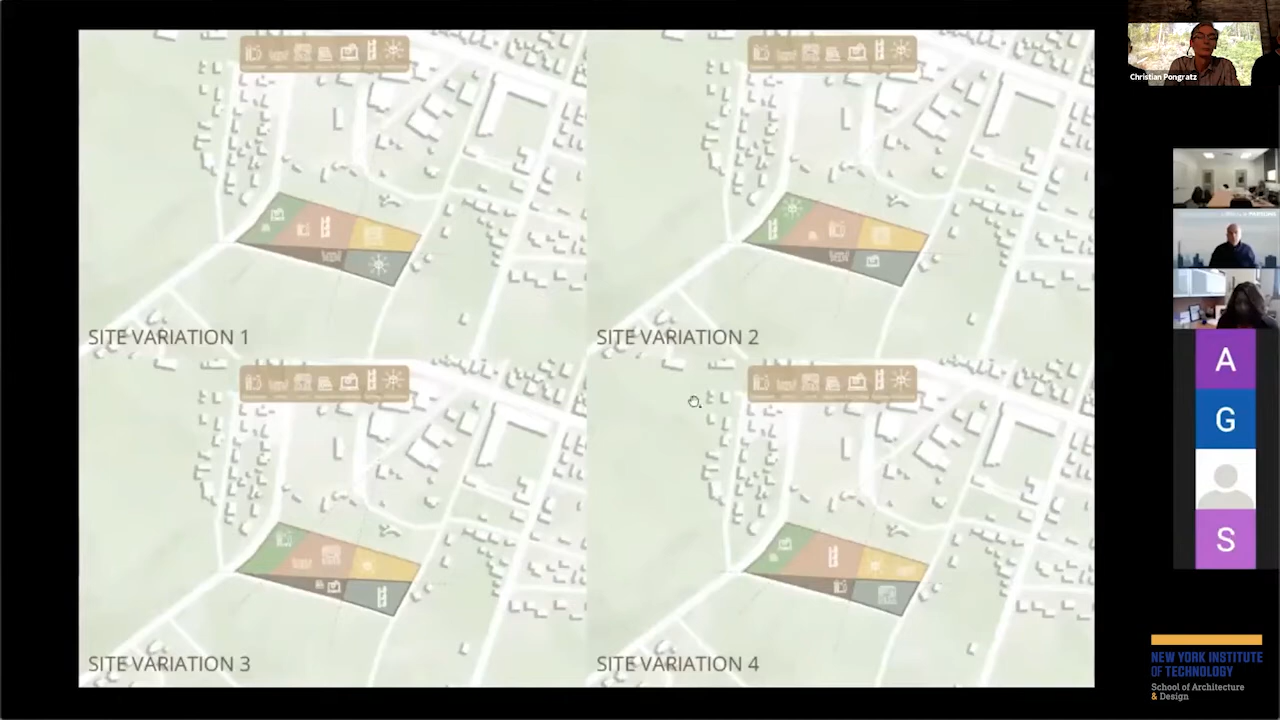 Christian Pongratz
SITE VARIATION 1
SITE VARIATION 2
SITE VARIATION 3
SITE VARIATION 4
A
G
S
NEW YORK INSTITUTE
OF TECHNOLOGY
School of Architecture
& Design